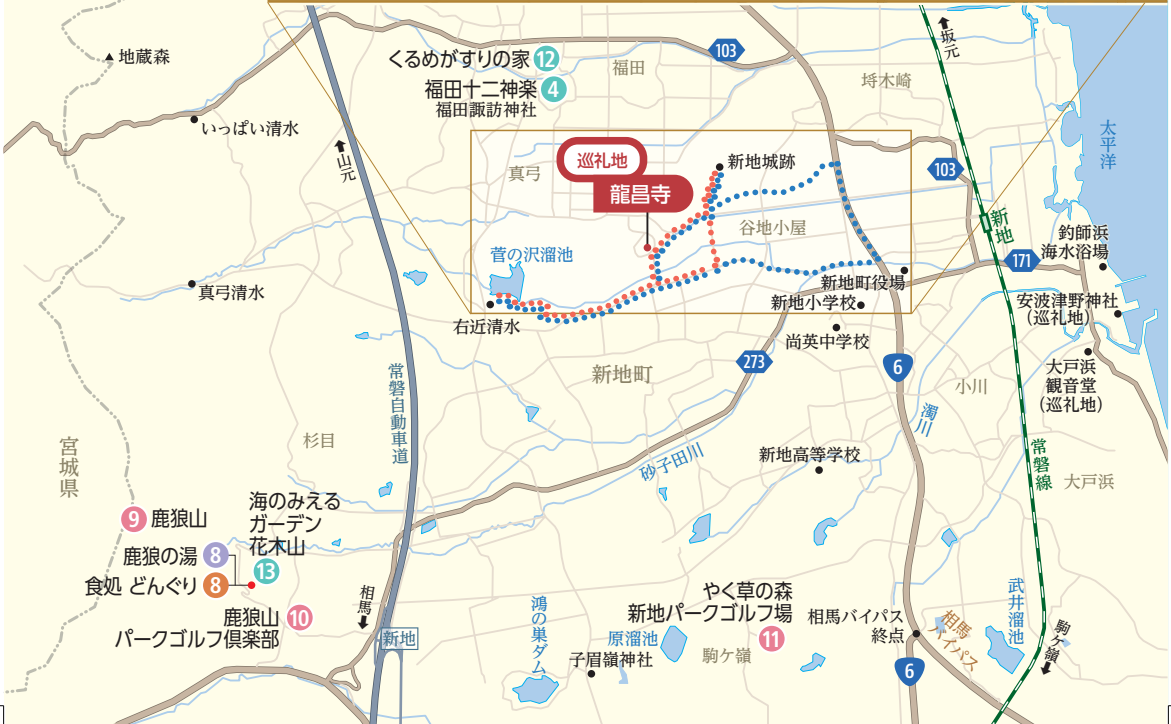 坂元
地蔵森
くるめがすりの家 12
103
福田
福田十二神楽 4
福田諏訪神社
埓木崎
太平洋
いっぱい清水
山元
巡礼地
真弓
新地城跡
103
龍昌寺
新地
谷地小屋
釣師浜
海水浴場
菅の沢溜池
171
真弓清水
新地町役場
安波津野神社
(巡礼地)
新地小学校
右近清水
尚英中学校
273
6
大戸浜
観音堂
(巡礼地)
新地町
常磐自動車道
小川
濁川
宮城県
杉目
砂子田川
新地高等学校
常磐線
大戸浜
海のみえる
ガーデン
花木山
13
9 鹿狼山
鹿狼の湯 8
食処 どんぐり 8
鹿狼山
パークゴルフ倶楽部
10
相馬
新地
鴻の巣ダム
やく草の森
新地パークゴルフ場
11
原溜池
子眉嶺神社
駒ケ嶺
相馬バイパス
終点
相馬
バイパス
武井溜池
駒ケ嶺
6